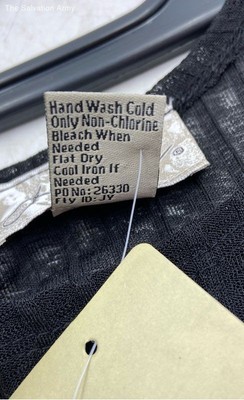 The Salvation Army
Hand Wash Cold
Only Non-Chlorine
Bleach When
Needed
Flat Dry
Cool Iron If
Needed
PO No: 26330
Fty ID: JY
®